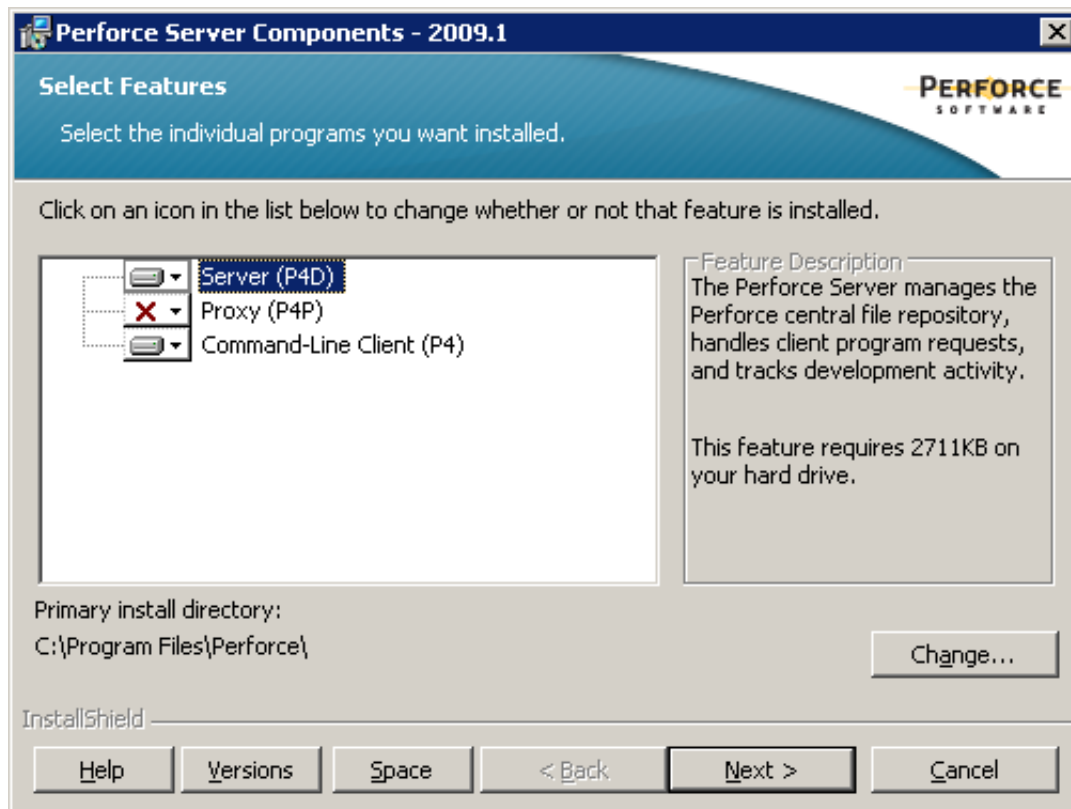 Perforce Server Components - 2009.1
Select Features
Select the individual programs you want installed.
PERFORCE
SOFTWARE
Click on an icon in the list below to change whether or not that feature is installed.
Server (P4D)
Proxy (P4P)
Command-Line Client (P4)
Feature Description
The Perforce Server manages the
Perforce central file repository,
handles client program requests,
and tracks development activity.
This feature requires 2711KB on
your hard drive.
Primary install directory:
C:\Program Files\Perforce\
Change...
InstallShield
Help
Versions
Space
< Back
Next >
Cancel